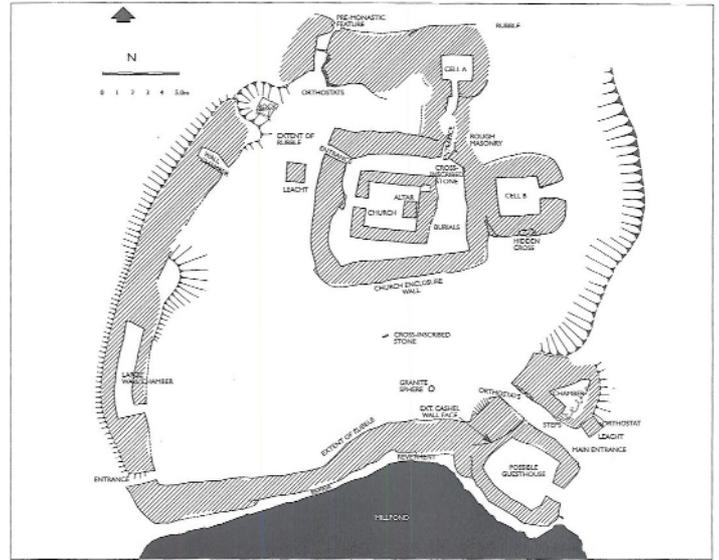 PRE-MONASTIC
FEATURE
RUBBLE
N
CELL A
0 1 2 3 4 5.0m
ORTHOSTATS
EXTENT OF
RUBBLE
ROUGH
MASONRY
ENTRANCE
WALL
CHAMBER
CROSS-
INSCRIBED
STONE
LEACHT
ALTAR
CELL B
CHURCH
BURIALS
HIDDEN
CROSS
CHURCH ENCLOSURE
WALL
CROSS-INSCRIBED
STONE
LARGE
WALL CHAMBER
GRANITE
SPHERE
ORTHOSTATS
CHAMBER
EXT. CASHEL
WALL FACE
STEPS
ORTHOSTAT
LEACHT
EXTENT OF RUBBLE
MAIN ENTRANCE
REVETMENT
POSSIBLE
GUESTHOUSE
ENTRANCE
MILLPOND